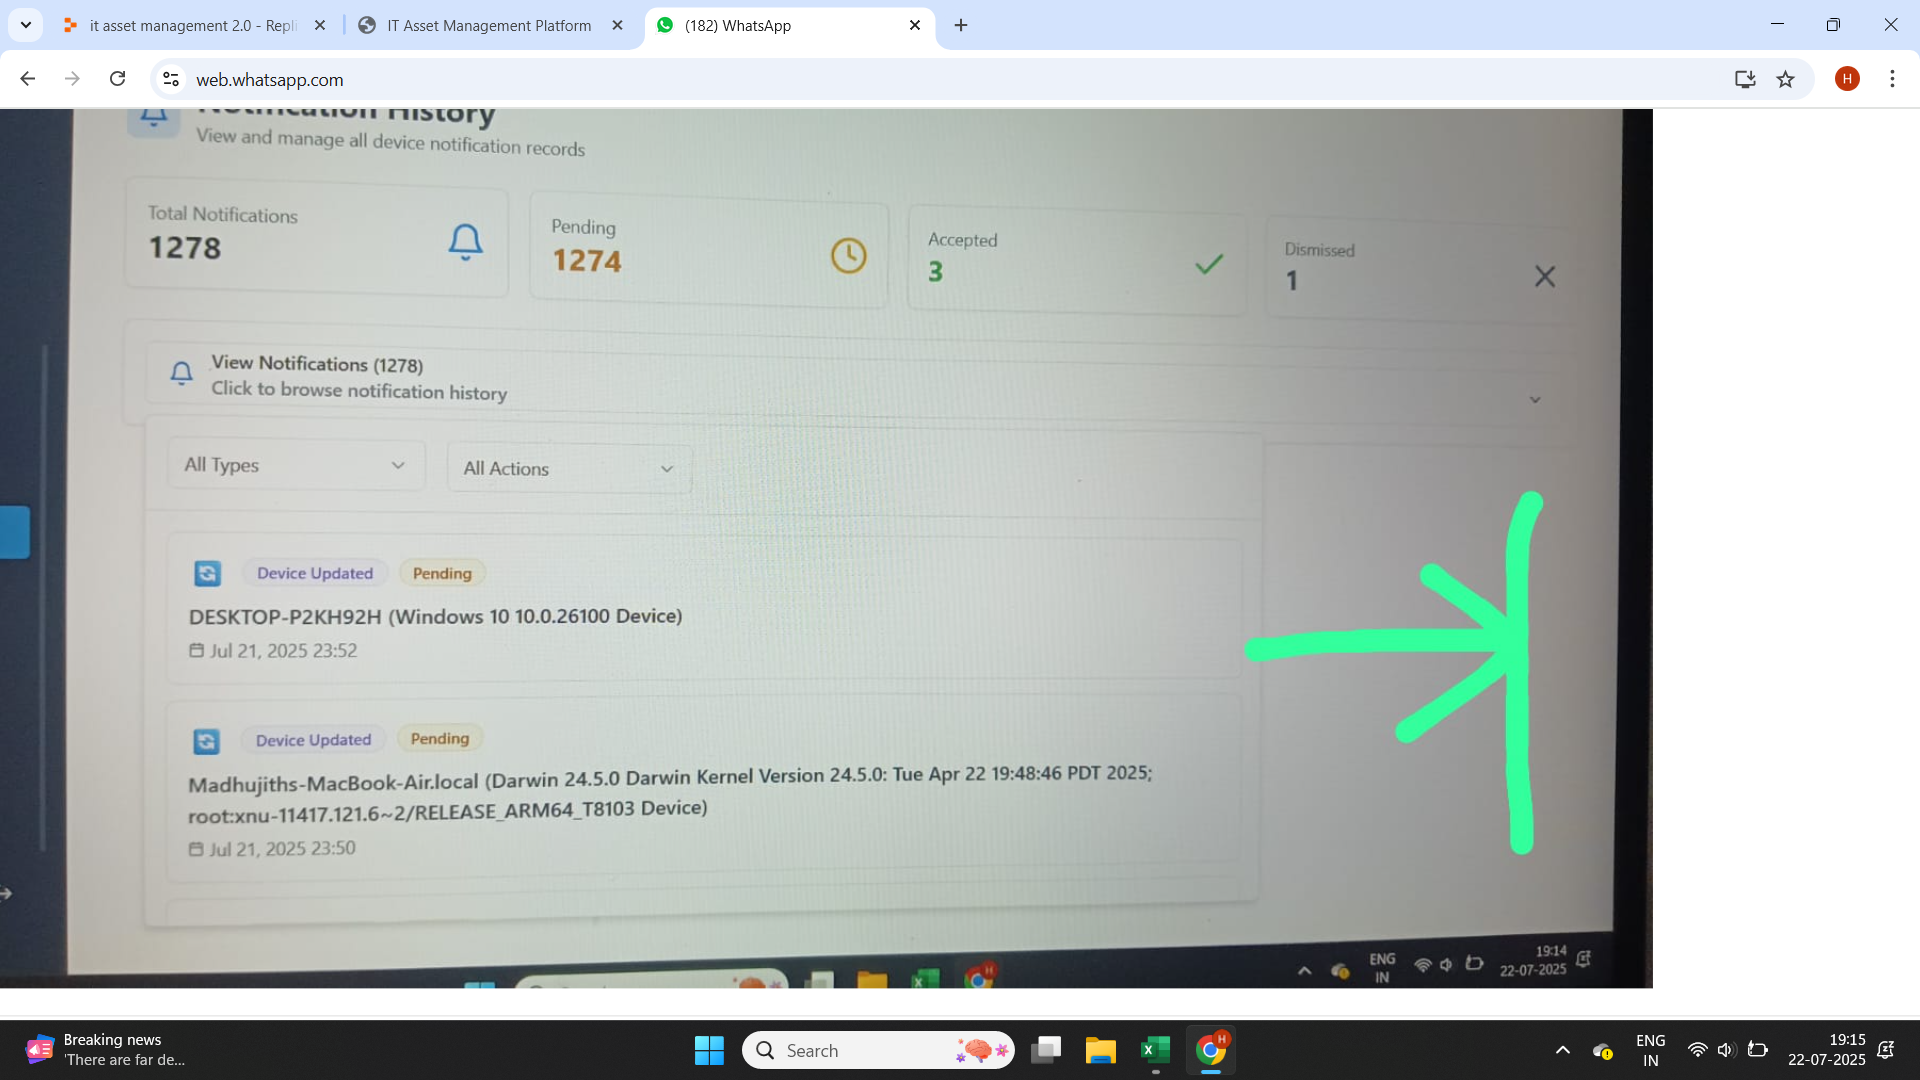 it asset management 2.0 - Repli
IT Asset Management Platform
(182) WhatsApp
web.whatsapp.com
H
Notification History
View and manage all device notification records
Total Notifications
1278
Pending
1274
Accepted
3
Dismissed
1
View Notifications (1278)
Click to browse notification history
All Types
All Actions
Device Updated
Pending
DESKTOP-P2KH92H (Windows 10 10.0.26100 Device)
Jul 21, 2025 23:52
Device Updated
Pending
Madhujiths-MacBook-Air.local (Darwin 24.5.0 Darwin Kernel Version 24.5.0: Tue Apr 22 19:48:46 PDT 2025;
root:xnu-11417.121.6~2/RELEASE_ARM64_T8103 Device)
Jul 21, 2025 23:50
H
ENG
IN
19:14
22-07-2025
Breaking news
'There are far de...
Search
H
ENG
IN
19:15
22-07-2025